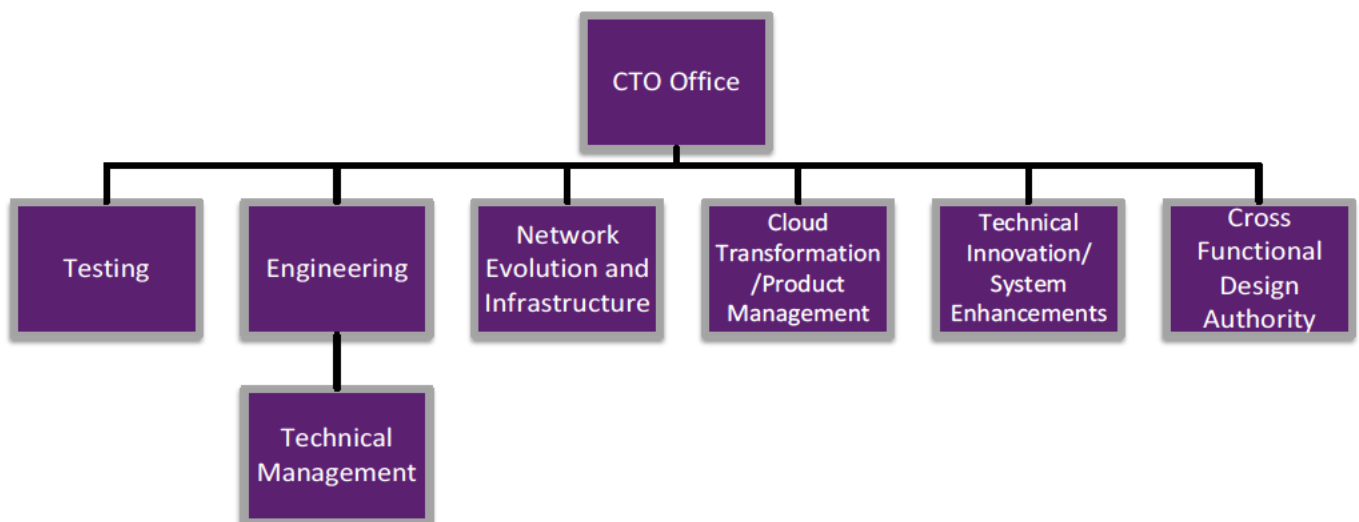 CTO Office
Testing
Engineering
Network
Evolution and
Infrastructure
Cloud
Transformation
/Product
Management
Technical
Innovation/
System
Enhancements
Cross
Functional
Design
Authority
Technical
Management